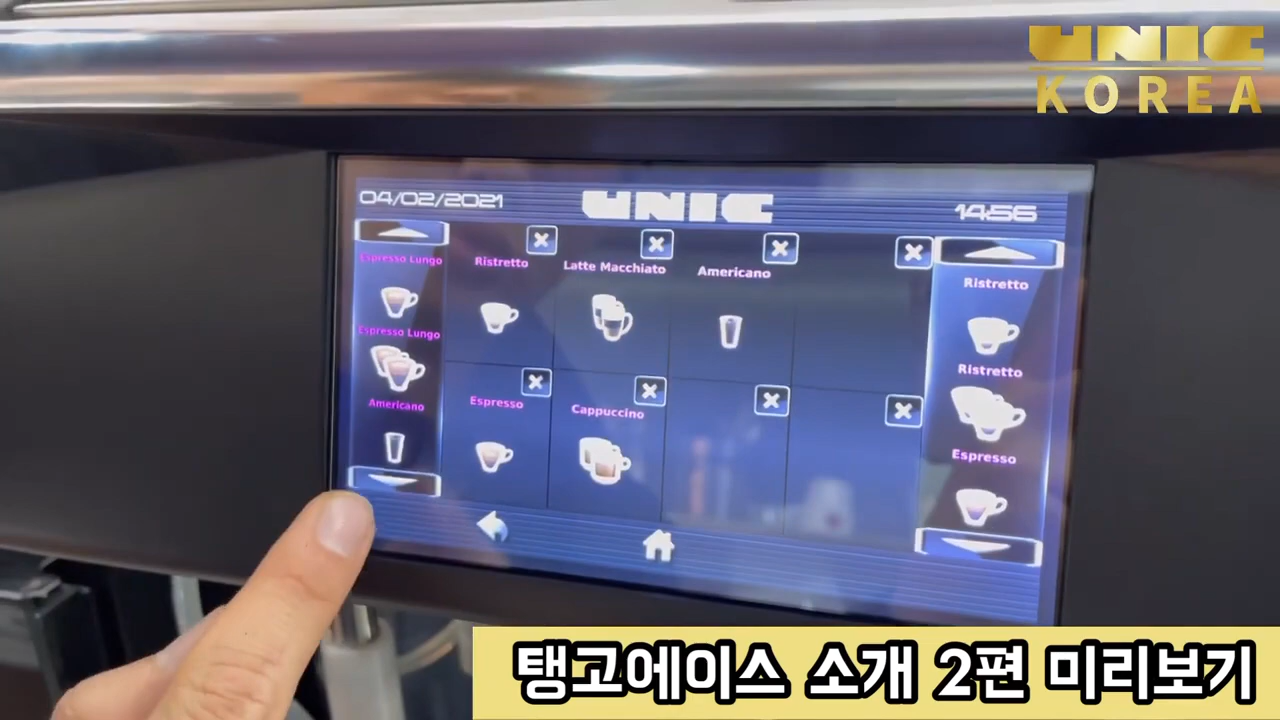 UNIC
KOREA
04/02/2021
UNIC
14:56
Espresso Lungo
Ristretto
Latte Macchiato
Americano
Ristretto
Espresso Lungo
Ristretto
Americano
Espresso
Cappuccino
Espresso
탱고에이스 소개 2편 미리보기